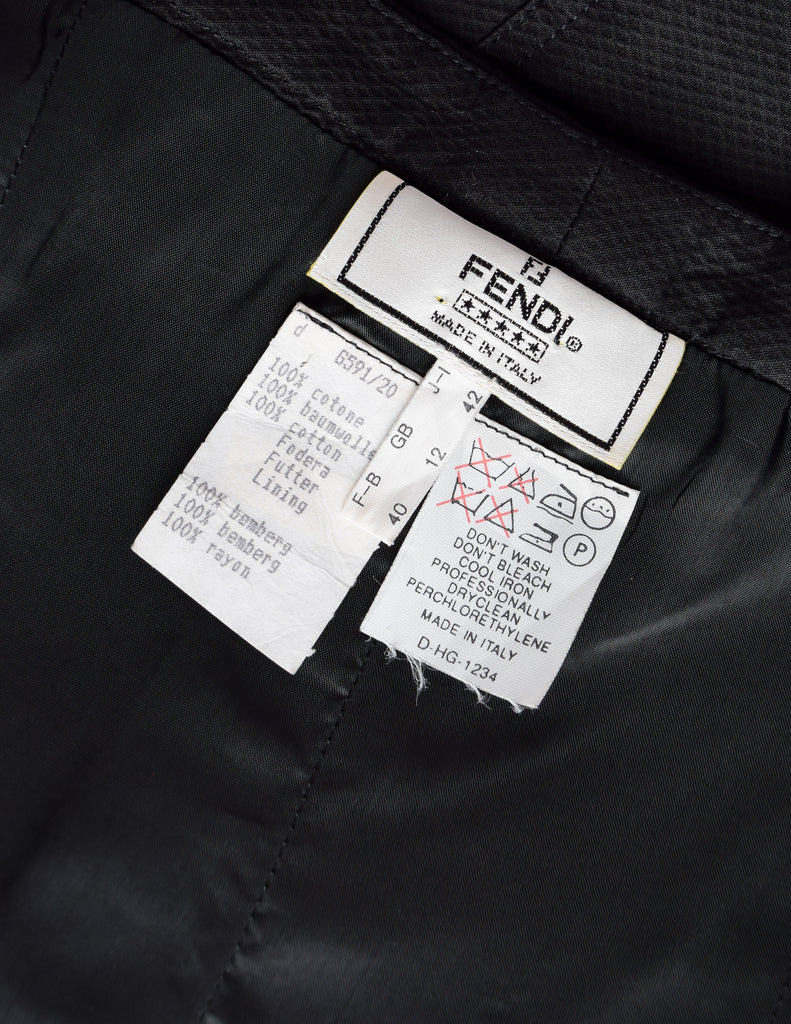 FENDI®
MADE IN ITALY
d 6591/20
100% cotone
100% baumwolle
100% cotton
Fodera
Futter
Lining
100% bemberg
100% bemberg
100% rayon
J-I 42
GB 12
F-B 40
P
DON'T WASH
DON'T BLEACH
COOL IRON
PROFESSIONALLY
DRYCLEAN
PERCHLORETHYLENE
MADE IN ITALY
D-HG-1234